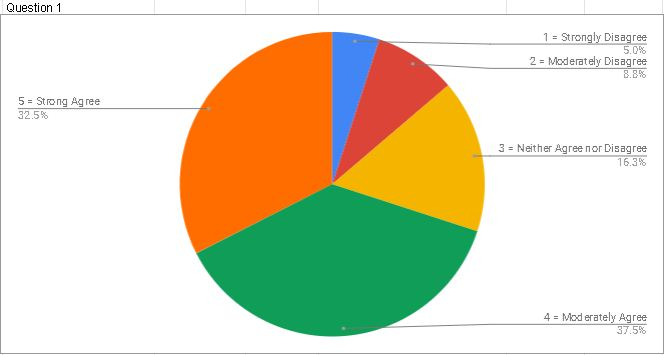 Question 1
1 = Strongly Disagree
5.0%
2 = Moderately Disagree
8.8%
5 = Strong Agree
32.5%
3 = Neither Agree nor Disagree
16.3%
4 = Moderately Agree
37.5%